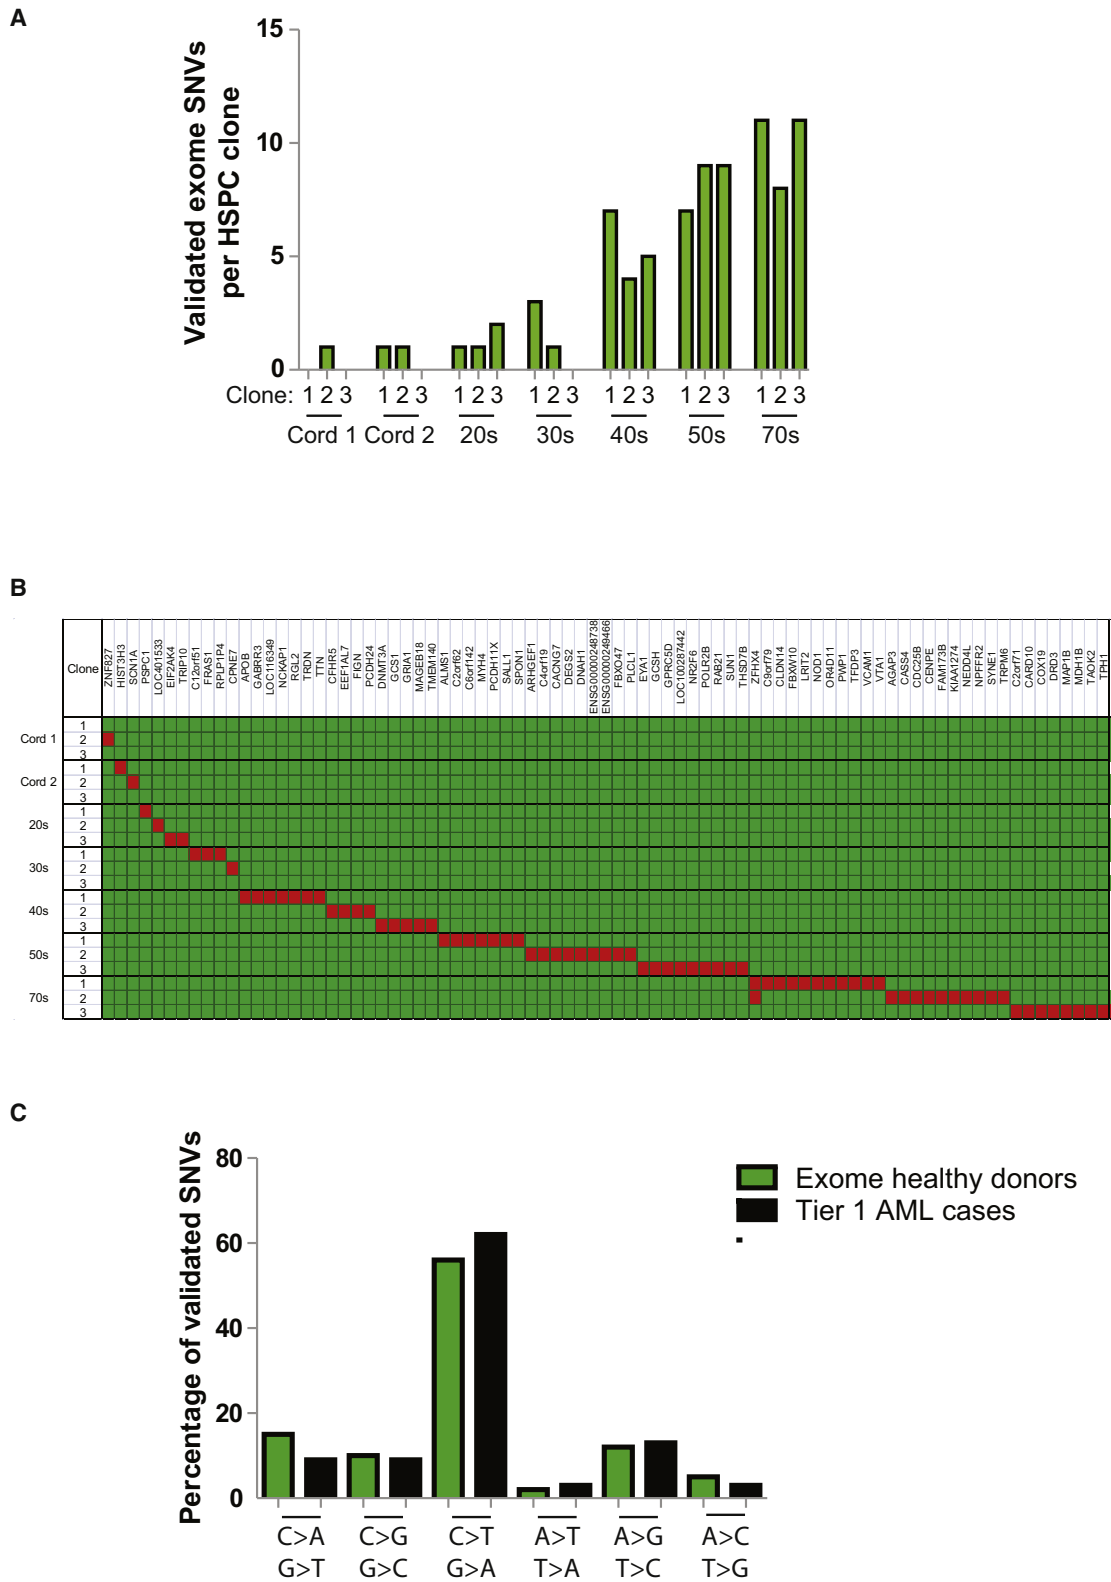 A
Validated exome SNVs
per HSPC clone
15
10
5
0
Clone: 1 2 3 1 2 3 1 2 3 1 2 3 1 2 3 1 2 3 1 2 3
Cord 1 Cord 2 20s 30s 40s 50s 70s
B
Clone ZNF827 HIST3H3 SCN1A PSPC1 LOC401533 EIF2AK4 TRIP10 C12orf51 FRAS1 RPLP1P4 CPNE7 APOB GABRR3 LOC116349 NCKAP1 RGL2 TRDN TTN CFHR5 EEF1AL7 FIGN PCDH24 DNMT3A GCS1 GRIA1 MAGEB18 TMEM140 ALMS1 C2orf62 C6orf142 MYH4 PCDH11X SALL1 SPON1 ARHGEF1 C4orf19 CACNG7 DEGS2 DNAH1 ENSG00000248738 ENSG00000249466 FBXO47 PLCL1 EYA1 GCSH GPRC5D LOC100287442 NR2F6 POLR2B RAB21 SUN1 THSD7B ZFHX4 C9orf79 CLDN14 FBXW10 LRIT2 NOD1 OR4D11 PWP1 TFDP3 VCAM1 VTA1 AGAP3 CASS4 CDC25B CENPE FAM173B KIAA1274 NEDD4L NPFFR2 SYNE1 TRPM6 C2orf71 CARD10 COX19 DRD3 MAP1B MDN1B TAOK2 TPH1
Cord 1
1
2
3
Cord 2
1
2
3
20s
1
2
3
30s
1
2
3
40s
1
2
3
50s
1
2
3
70s
1
2
3
C
Percentage of validated SNVs
80
60
40
20
0
Exome healthy donors
Tier 1 AML cases
C>A C>G C>T A>T A>G A>C
G>T G>C G>A T>A T>C T>G